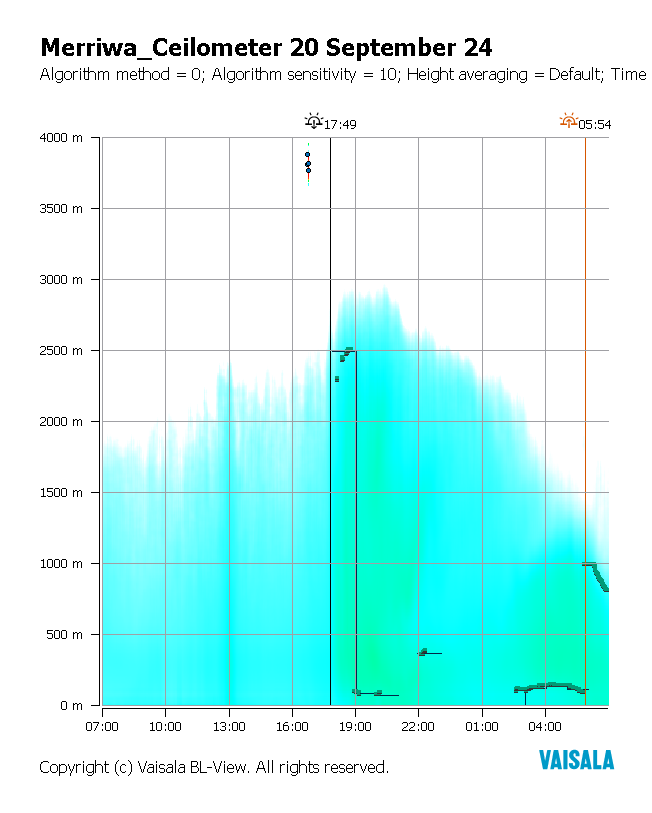 Merriwa_Ceilometer 20 September 24
Algorithm method = 0; Algorithm sensitivity = 10; Height averaging = Default; Time
17:49 05:54
4000 m
3500 m
3000 m
2500 m
2000 m
1500 m
1000 m
500 m
0 m
07:00 10:00 13:00 16:00 19:00 22:00 01:00 04:00
VAISALA
Copyright (c) Vaisala BL-View. All rights reserved.